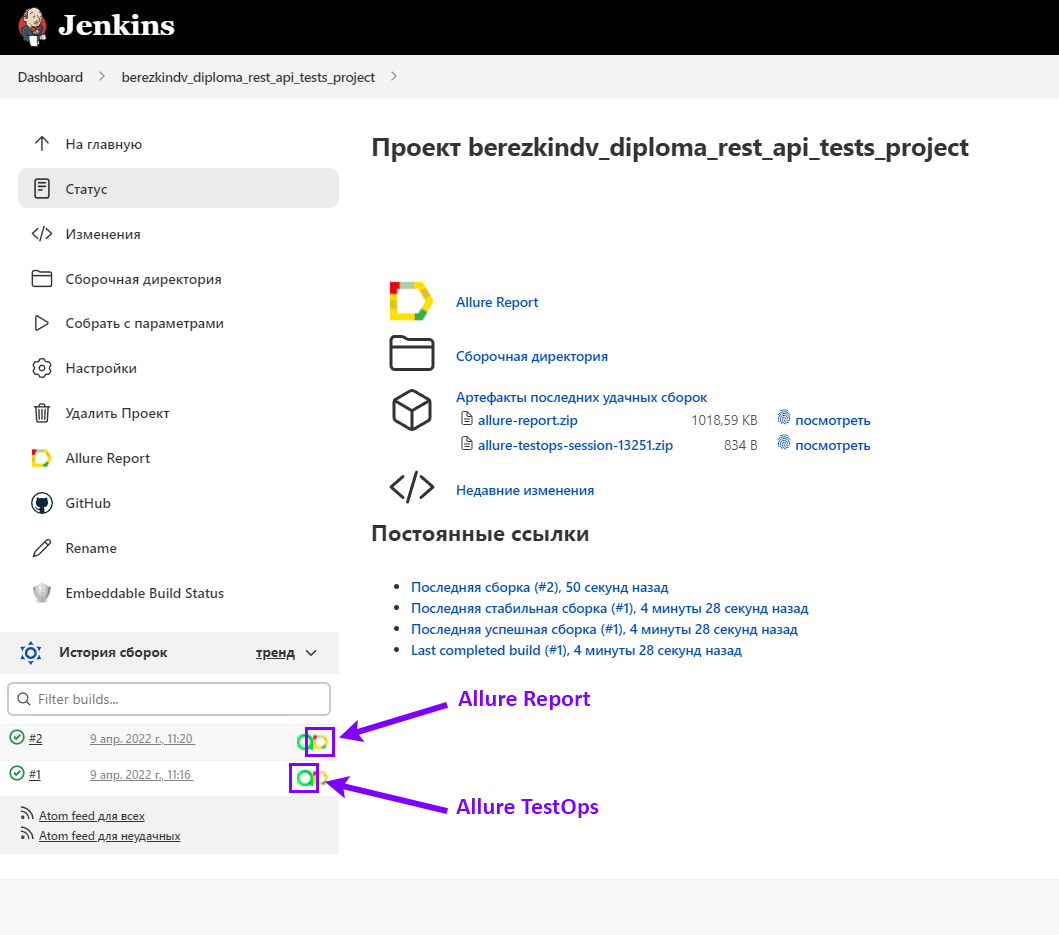 Jenkins
Dashboard
berezkindv_diploma_rest_api_tests_project
На главную
Статус
Изменения
Сборочная директория
Собрать с параметрами
Настройки
Удалить Проект
Allure Report
GitHub
Rename
Embeddable Build Status
История сборок
тренд
Filter builds...
#2 9 апр. 2022 г., 11:20
#1 9 апр. 2022 г., 11:16
Atom feed для всех
Atom feed для неудачных
Проект berezkindv_diploma_rest_api_tests_project
Allure Report
Сборочная директория
Артефакты последних удачных сборок
allure-report.zip 1018,59 KB посмотреть
allure-testops-session-13251.zip 834 B посмотреть
Недавние изменения
Постоянные ссылки
Последняя сборка (#2), 50 секунд назад
Последняя стабильная сборка (#1), 4 минуты 28 секунд назад
Последняя успешная сборка (#1), 4 минуты 28 секунд назад
Last completed build (#1), 4 минуты 28 секунд назад
Allure Report
Allure TestOps